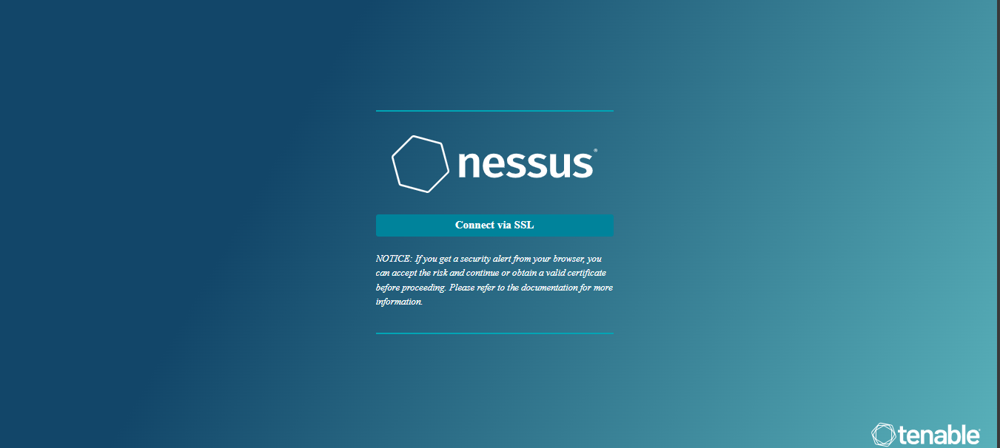 nessus®
Connect via SSL
NOTICE: If you get a security alert from your browser, you
can accept the risk and continue or obtain a valid certificate
before proceeding. Please refer to the documentation for more
information.
tenable®